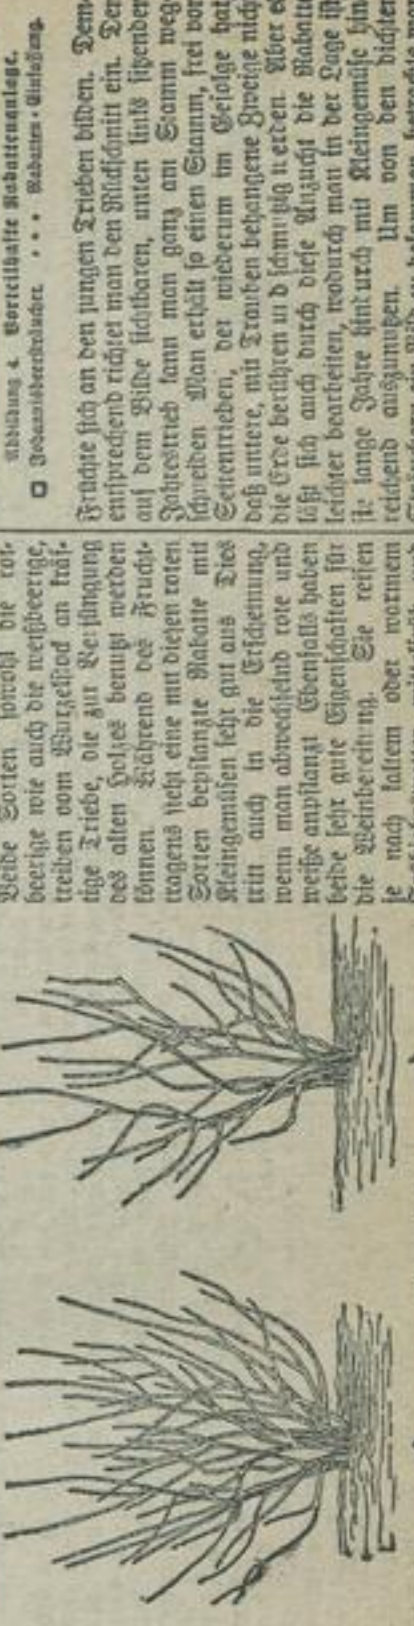 Beide Sorten, sowohl die rot-
beerige wie auch die weißbeerige,
treiben vom Wurzelstock an kräf-
tige Triebe, die zur Verjüngung
des alten Holzes benutzt werden
können. Während des Frucht-
tragens sieht eine mit diesen roten
Sorten bepflanzte Rabatte mit
Kleingemüsen sehr gut aus Dies
tritt auch in die Erscheinung,
wenn man abwechselnd rote und
weiße anpflanzt Ebenfalls haben
beide sehr gute Eigenschaften für
die Weinbereitung. Sie reifen
je nach kaltem oder warmem
Abbildung 4. Vorteilhafte Rabattenanlage.
□ Johannisbeersträucher. • • • Rabatten-Einfassung.
Früchte sich an den jungen Trieben bilden. Dem-
entsprechend richtet man den Rückschnitt ein. Der
auf dem Bilde sichtbaren, unten links sitzenden
Jahrestrieb kann man ganz am Stamm weg-
schneiden Man erhält so einen Stamm, frei von
Seitentrieben, der wiederum im Gefolge hat
daß untere, mit Trauben behangene Zweige nich
die Erde berühren und schmutzig werden. Aber es
läßt sich auch durch diese Anzucht die Rabatte
leichter bearbeiten, wodurch man in der Lage ist
lange Jahre hindurch mit Kleingemüse hin
reichend auszunutzen. Um von den dichten